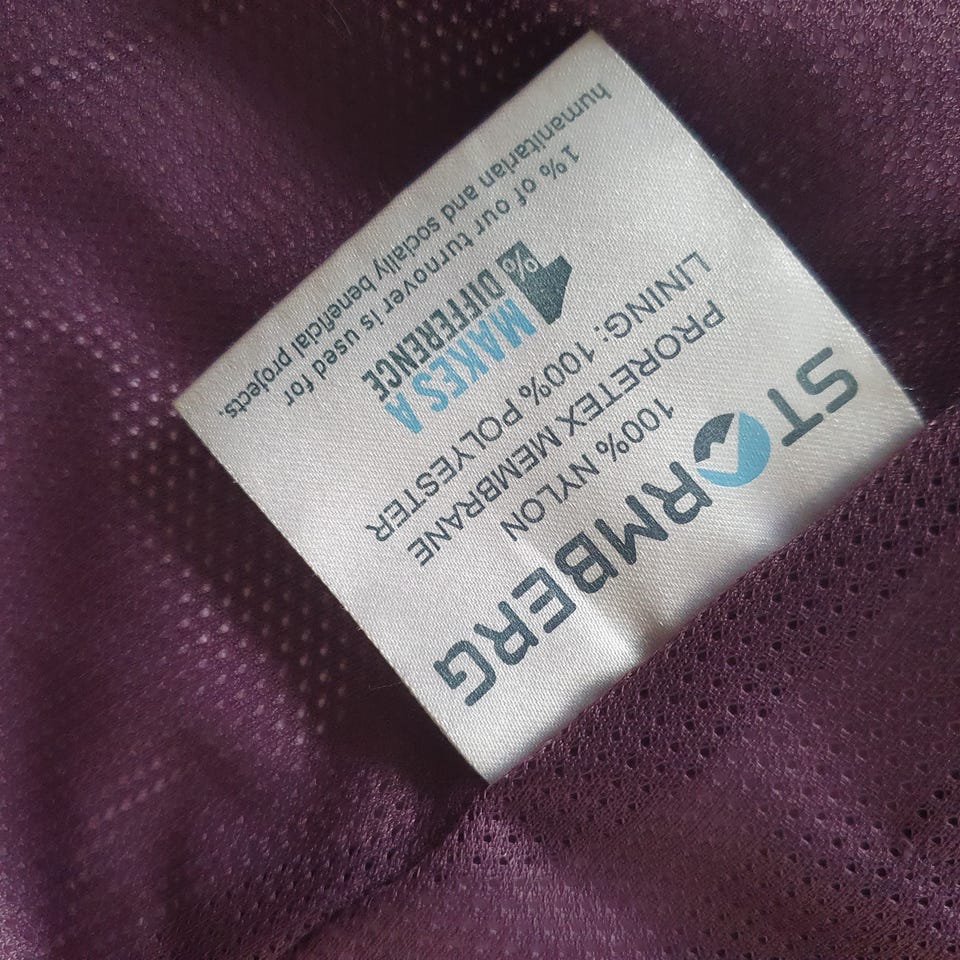 STORMBERG
100% NYLON
PRORETEX MEMBRANE
LINING: 100% POLYESTER
1% MAKES A
DIFFERENCE
1% of our turnover is used for
humanitarian and socially beneficial projects.